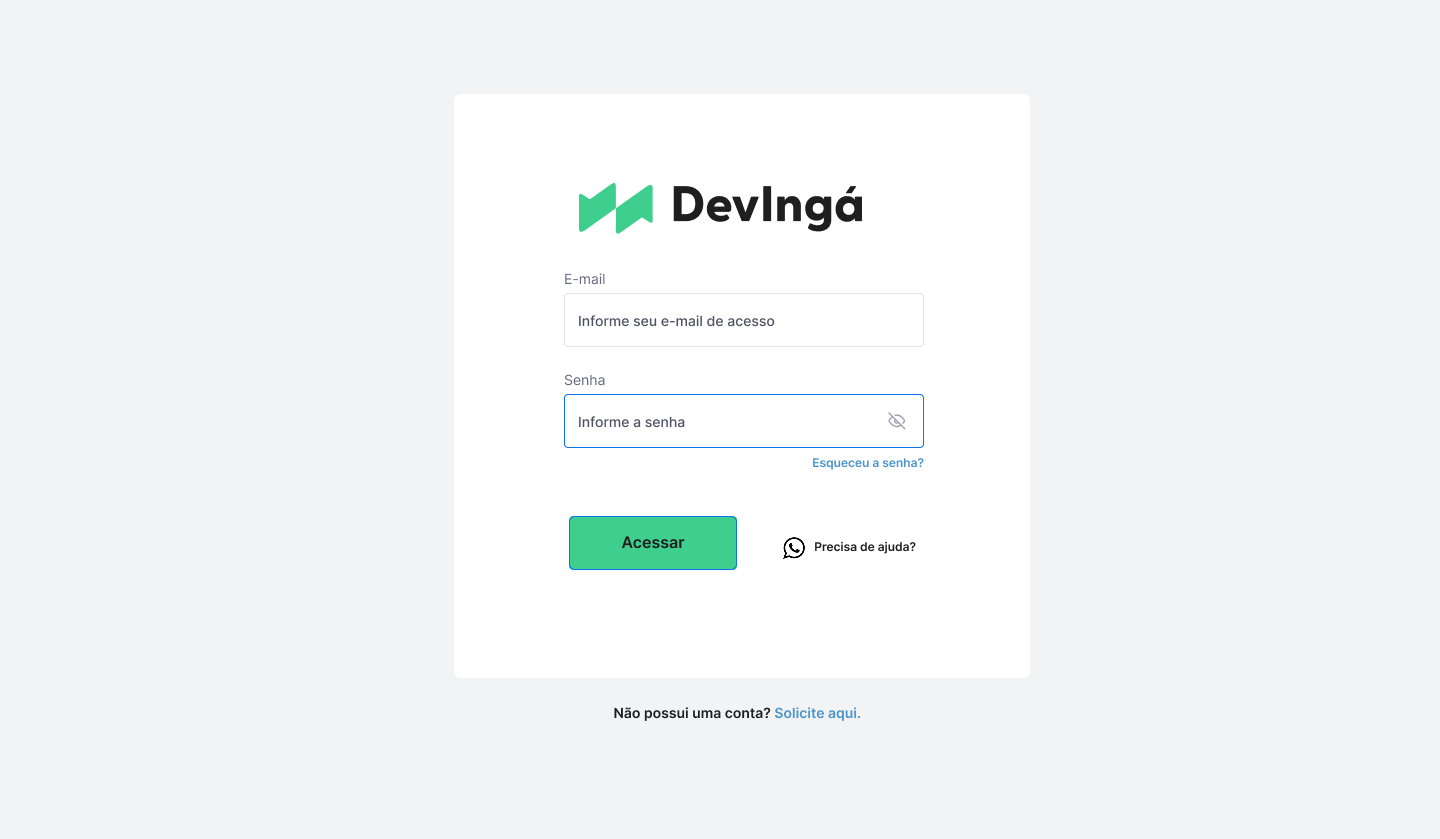 DevIngá
E-mail
Informe seu e-mail de acesso
Senha
Informe a senha
Esqueceu a senha?
Acessar
Precisa de ajuda?
Não possui uma conta? Solicite aqui.